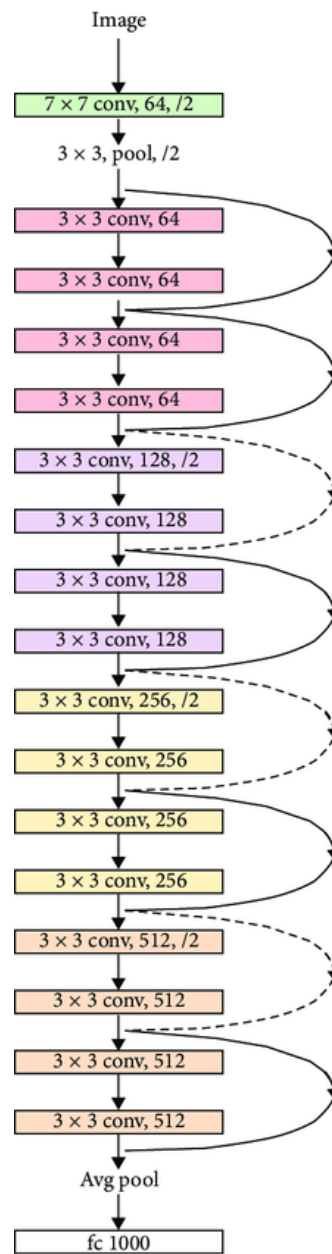 Image
7 × 7 conv, 64, /2
3 × 3, pool, /2
3 × 3 conv, 64
3 × 3 conv, 64
3 × 3 conv, 64
3 × 3 conv, 64
3 × 3 conv, 128, /2
3 × 3 conv, 128
3 × 3 conv, 128
3 × 3 conv, 128
3 × 3 conv, 256, /2
3 × 3 conv, 256
3 × 3 conv, 256
3 × 3 conv, 256
3 × 3 conv, 512, /2
3 × 3 conv, 512
3 × 3 conv, 512
3 × 3 conv, 512
Avg pool
fc 1000